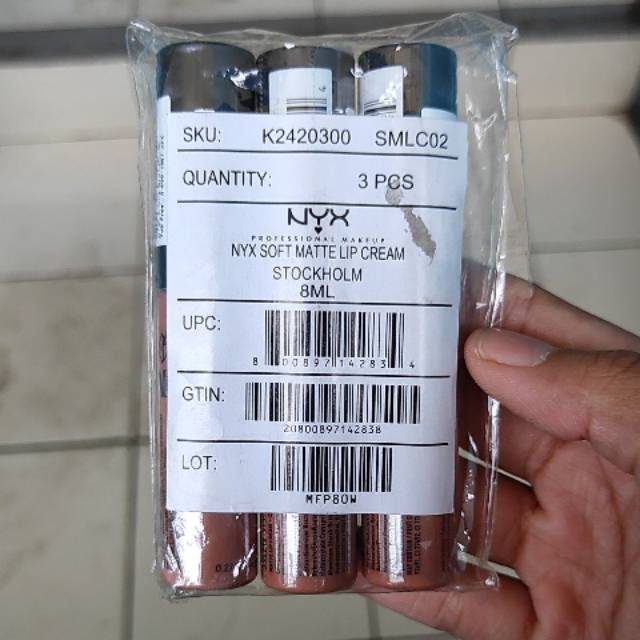 SKU: K2420300 SMLC02
QUANTITY: 3 PCS
NYX
PROFESSIONAL MAKEUP
NYX SOFT MATTE LIP CREAM
STOCKHOLM
8ML
UPC:
8 00897 14283 4
GTIN:
20800897142838
LOT:
MFP80W